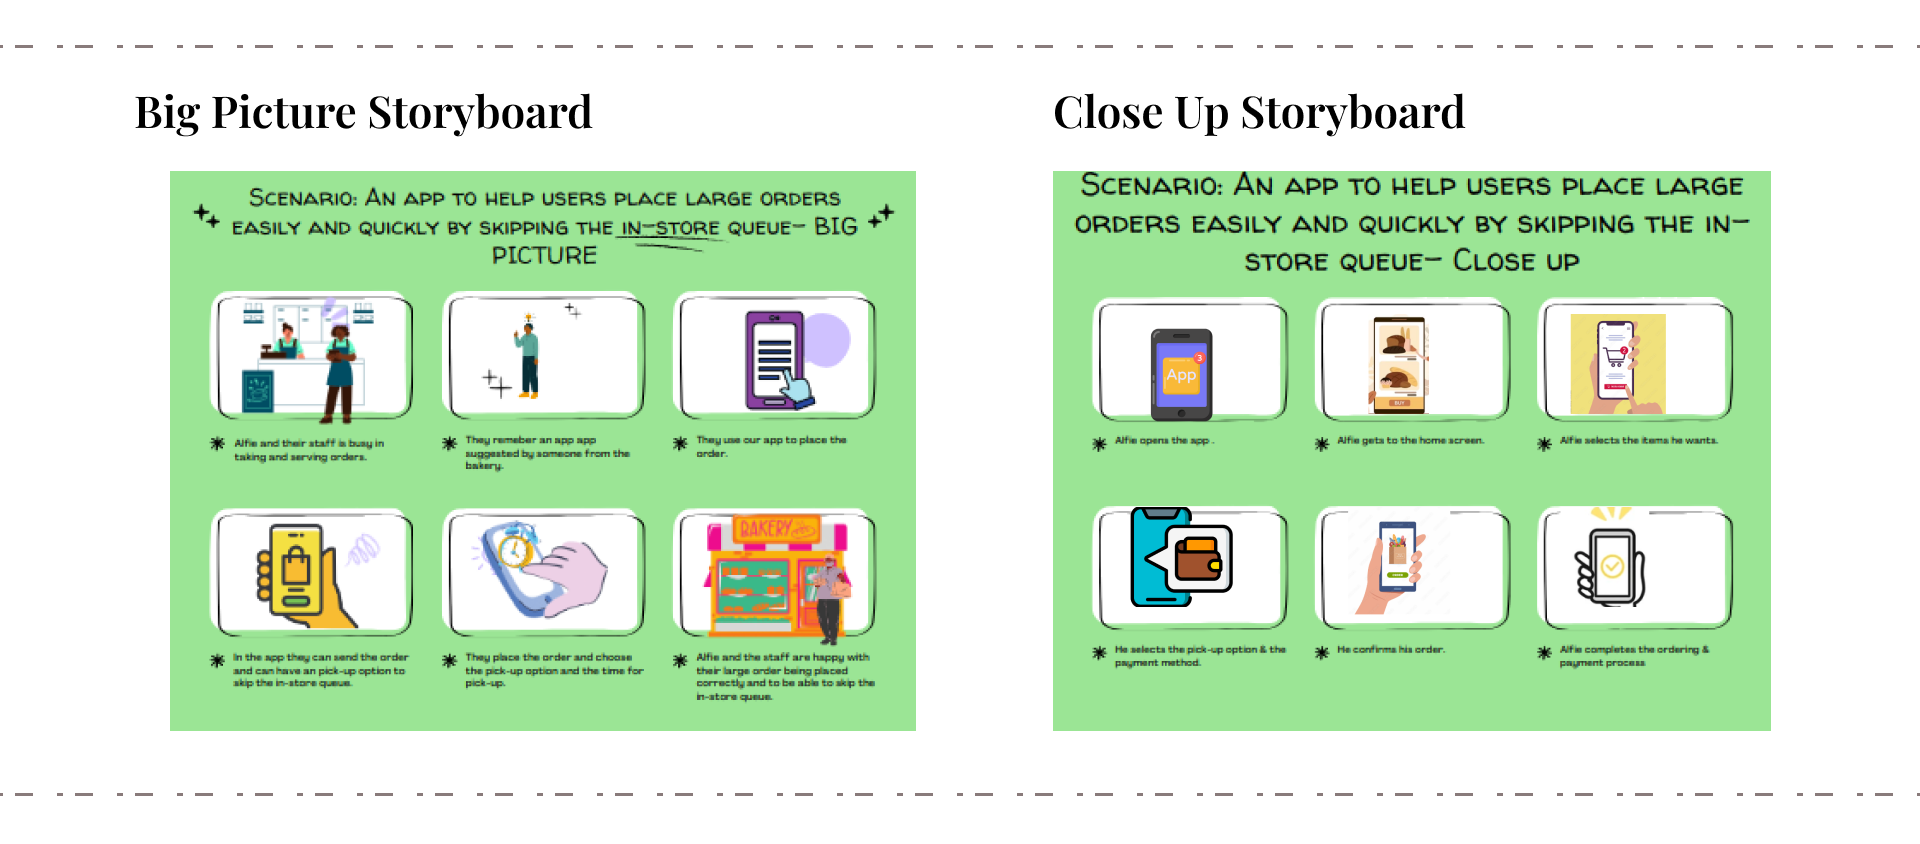 Big Picture Storyboard
Scenario: An app to help users place large orders
easily and quickly by skipping the in-store queue- BIG
PICTURE
Alfie and their staff is busy in
taking and serving orders.
They remeber an app app
suggested by someone from the
bakery.
They use our app to place the
order.
BAKERY
In the app they can send the order
and can have an pick-up option to
skip the in-store queue.
They place the order and choose
the pick-up option and the time for
pick-up.
Alfie and the staff are happy with
their large order being placed
correctly and to be able to skip the
in-store queue.
Close Up Storyboard
Scenario: An app to help users place large
orders easily and quickly by skipping the in-
store queue- Close up
3
App
BUY
Alfie opens the app .
Alfie gets to the home screen.
Alfie selects the items he wants.
He selects the pick-up option & the
payment method.
He confirms his order.
Alfie completes the ordering &
payment process